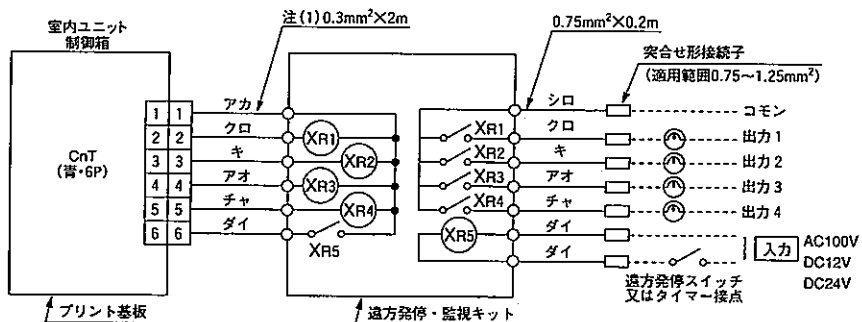 室内ユニット
制御箱
注(1)0.3mm²×2m
0.75mm²×0.2m
突合せ形接続子
(適用範囲0.75～1.25mm²)
CnT
(青・6P)
1 1 アカ
2 2 クロ XR1
3 3 キ XR2
4 4 アオ XR3
5 5 チャ XR4
6 6 ダイ XR5
シロ コモン
XR1 クロ 出力1
XR2 キ 出力2
XR3 アオ 出力3
XR4 チャ 出力4
XR5 ダイ
ダイ
入力
AC100V
DC12V
DC24V
遠方発停スイッチ
又はタイマー接点
プリント基板
遠方発停・監視キット